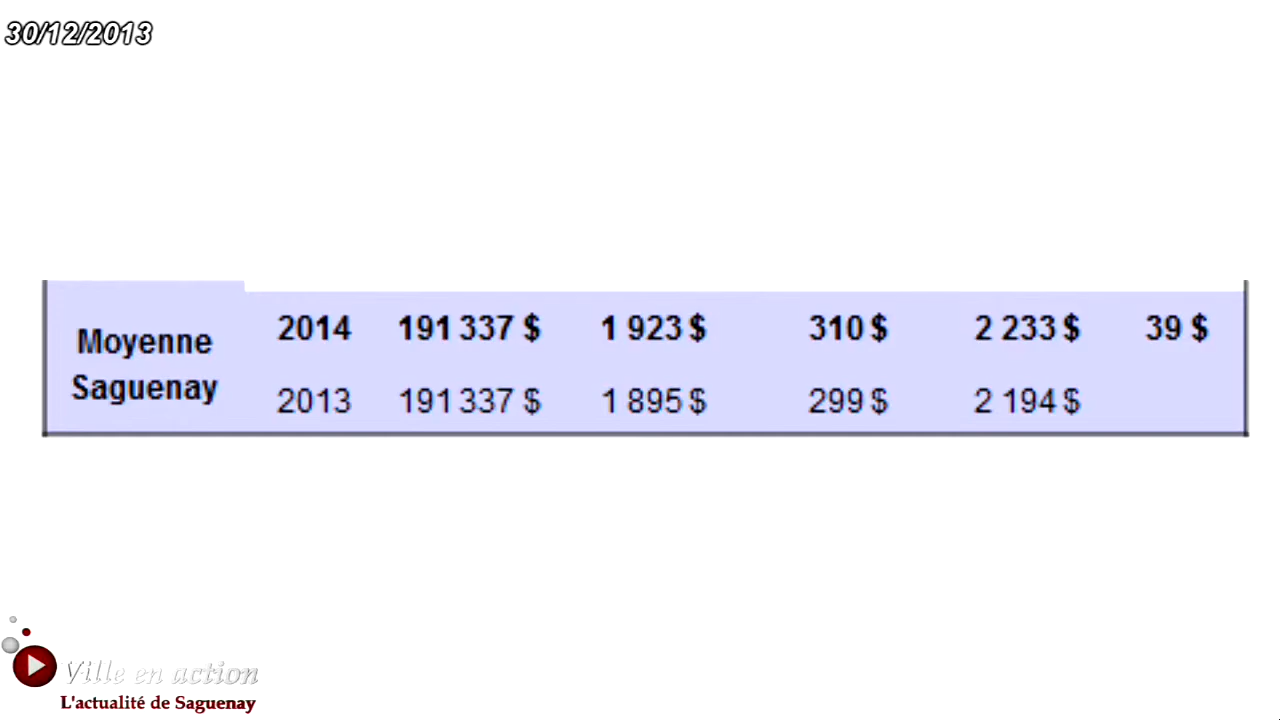 30/12/2013
Moyenne
Saguenay
2014 191 337 $ 1 923 $ 310 $ 2 233 $ 39 $
2013 191 337 $ 1 895 $ 299 $ 2 194 $
Ville en action
L'actualité de Saguenay